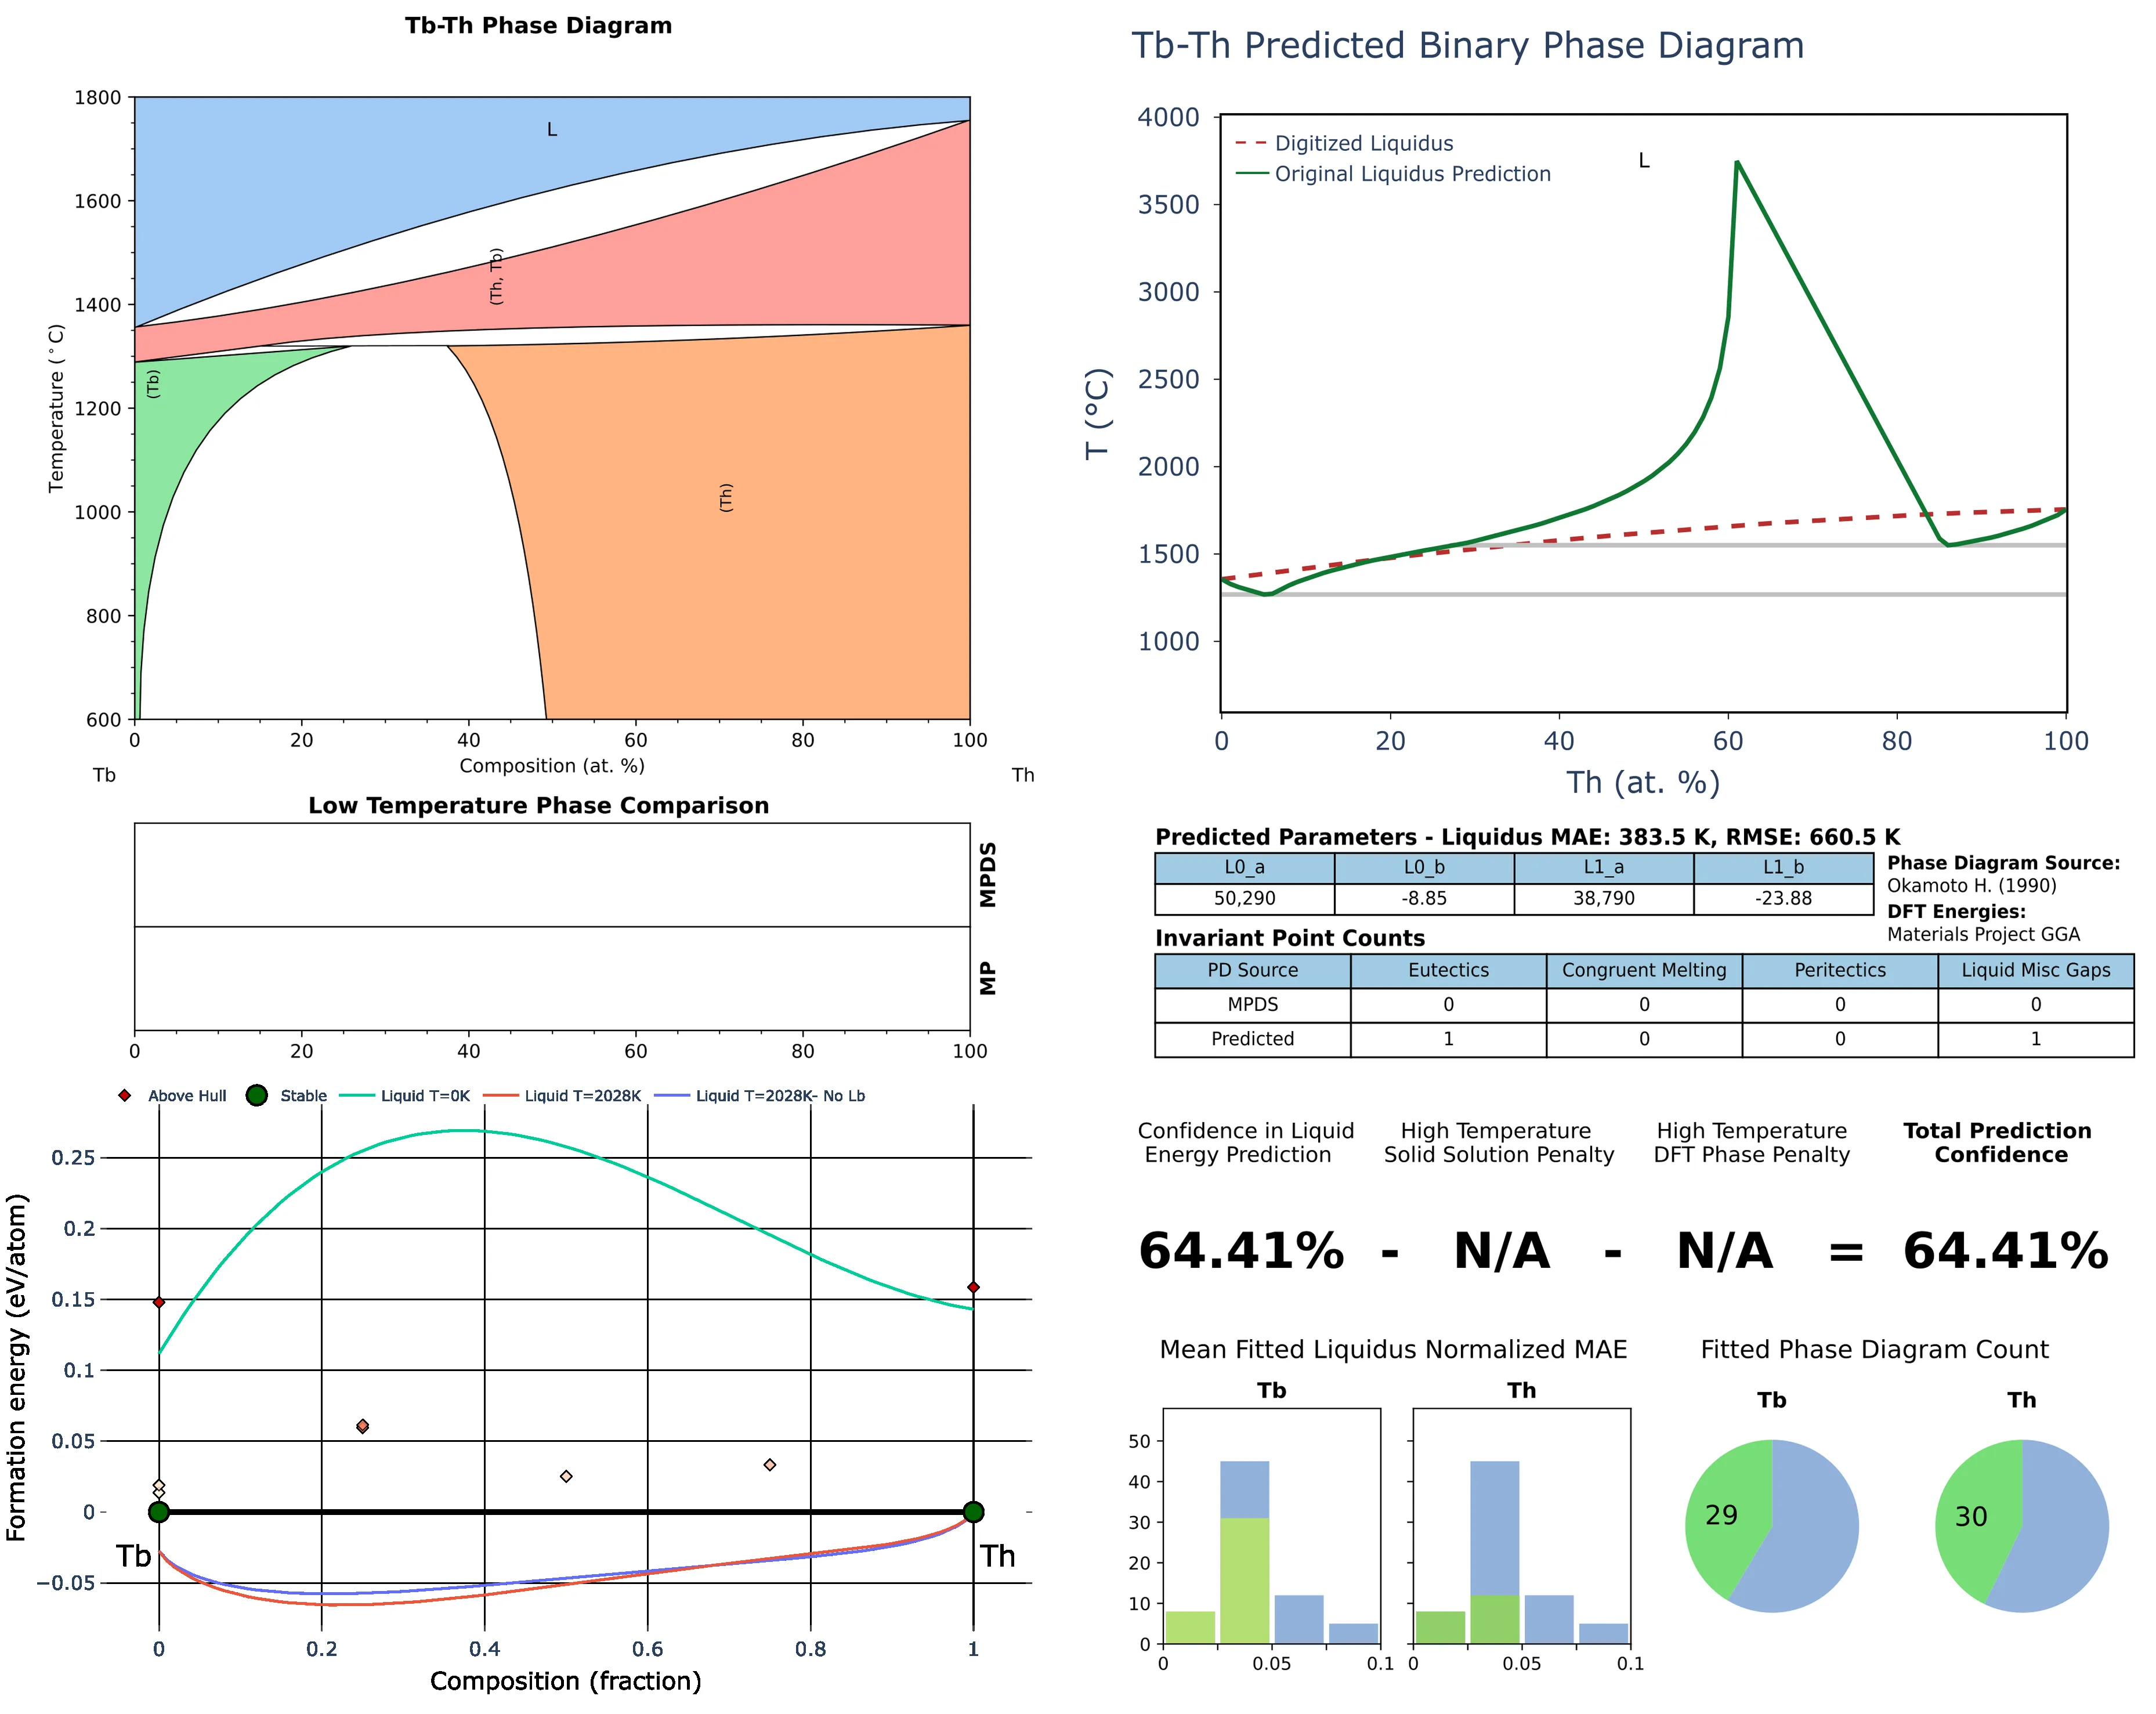 Tb-Th Phase Diagram
1800
1600
1400
1200
1000
800
600
Temperature (°C)
L
(Th, Tb)
(Tb)
(Th)
0 20 40 60 80 100
Composition (at. %)
Tb Th
Low Temperature Phase Comparison
MPDS
MP
0 20 40 60 80 100
Above Hull Stable Liquid T=0K Liquid T=2028K Liquid T=2028K- No Lb
0.25
0.2
0.15
0.1
0.05
0
−0.05
Formation energy (eV/atom)
Tb Th
0 0.2 0.4 0.6 0.8 1
Composition (fraction)
Tb-Th Predicted Binary Phase Diagram
4000
3500
3000
2500
2000
1500
1000
T (°C)
Digitized Liquidus
Original Liquidus Prediction
L
0 20 40 60 80 100
Th (at. %)
Predicted Parameters - Liquidus MAE: 383.5 K, RMSE: 660.5 K
L0_a L0_b L1_a L1_b
50,290 -8.85 38,790 -23.88
Phase Diagram Source:
Okamoto H. (1990)
DFT Energies:
Materials Project GGA
Invariant Point Counts
PD Source Eutectics Congruent Melting Peritectics Liquid Misc Gaps
MPDS 0 0 0 0
Predicted 1 0 0 1
Confidence in Liquid Energy Prediction
High Temperature Solid Solution Penalty
High Temperature DFT Phase Penalty
Total Prediction Confidence
64.41% - N/A - N/A = 64.41%
Mean Fitted Liquidus Normalized MAE
Tb Th
50
40
30
20
10
0
0 0.05 0.1 0 0.05 0.1
Fitted Phase Diagram Count
Tb Th
29 30